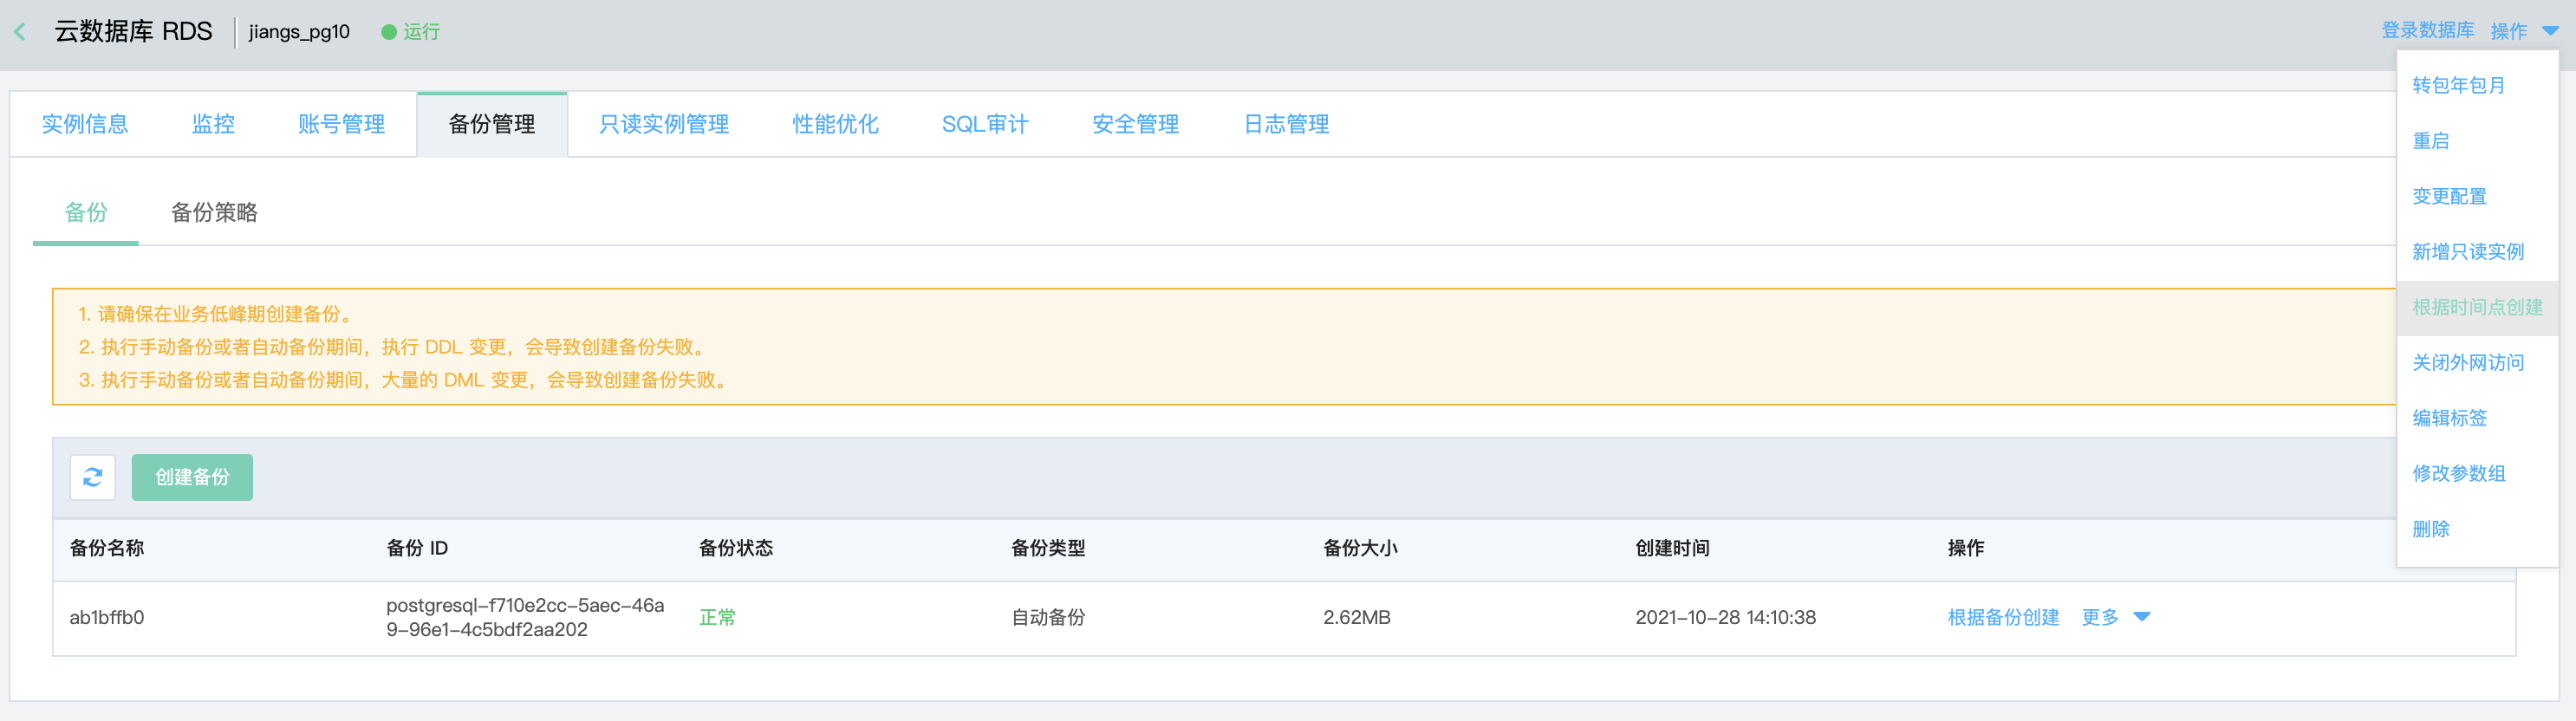 云数据库 RDS
jiangs_pg10
运行
登录数据库
操作
转包年包月
重启
变更配置
新增只读实例
根据时间点创建
关闭外网访问
编辑标签
修改参数组
删除
实例信息
监控
账号管理
备份管理
只读实例管理
性能优化
SQL审计
安全管理
日志管理
备份
备份策略
1. 请确保在业务低峰期创建备份。
2. 执行手动备份或者自动备份期间，执行 DDL 变更，会导致创建备份失败。
3. 执行手动备份或者自动备份期间，大量的 DML 变更，会导致创建备份失败。
创建备份
备份名称
备份 ID
备份状态
备份类型
备份大小
创建时间
操作
ab1bffb0
postgresql-f710e2cc-5aec-46a
9-96e1-4c5bdf2aa202
正常
自动备份
2.62MB
2021-10-28 14:10:38
根据备份创建
更多